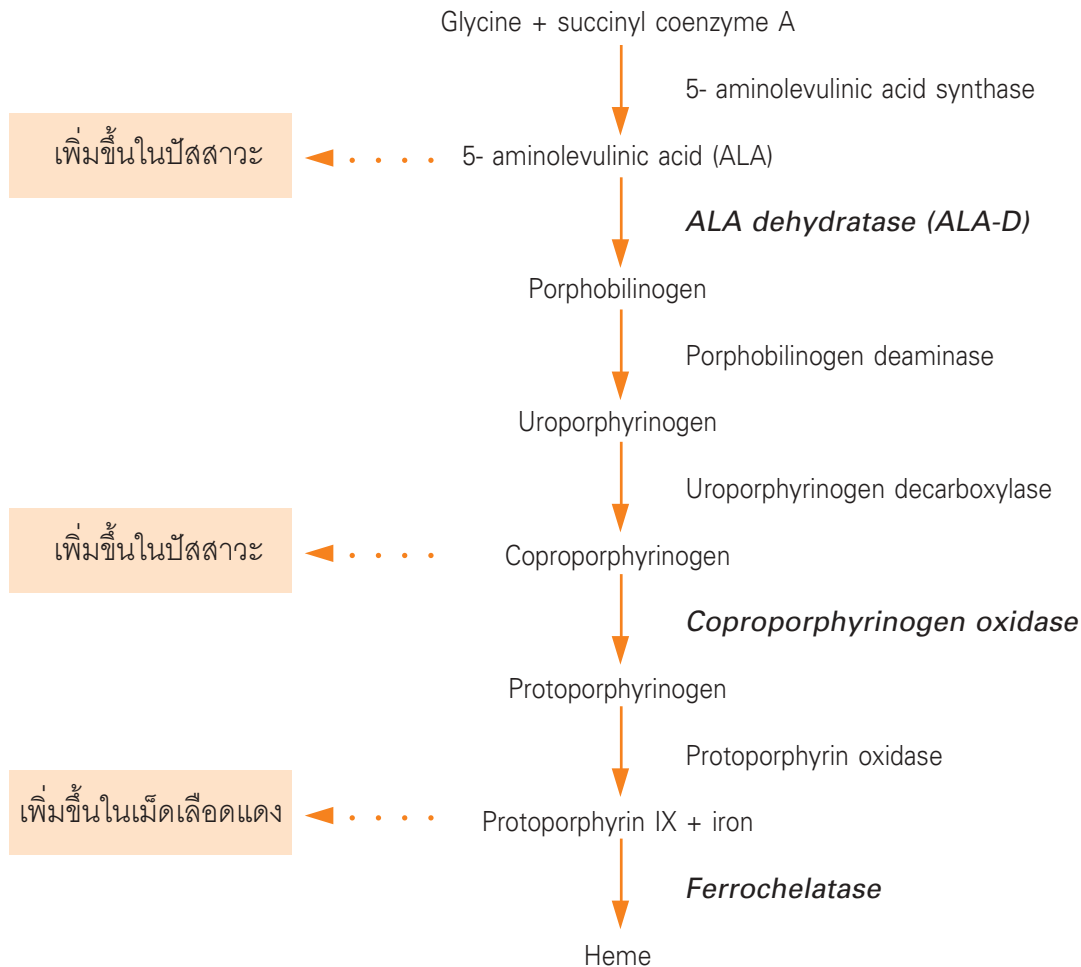 Glycine + succinyl coenzyme A
5- aminolevulinic acid synthase
เพิ่มขึ้นในปัสสาวะ
5- aminolevulinic acid (ALA)
ALA dehydratase (ALA-D)
Porphobilinogen
Porphobilinogen deaminase
Uroporphyrinogen
Uroporphyrinogen decarboxylase
เพิ่มขึ้นในปัสสาวะ
Coproporphyrinogen
Coproporphyrinogen oxidase
Protoporphyrinogen
Protoporphyrin oxidase
เพิ่มขึ้นในเม็ดเลือดแดง
Protoporphyrin IX + iron
Ferrochelatase
Heme